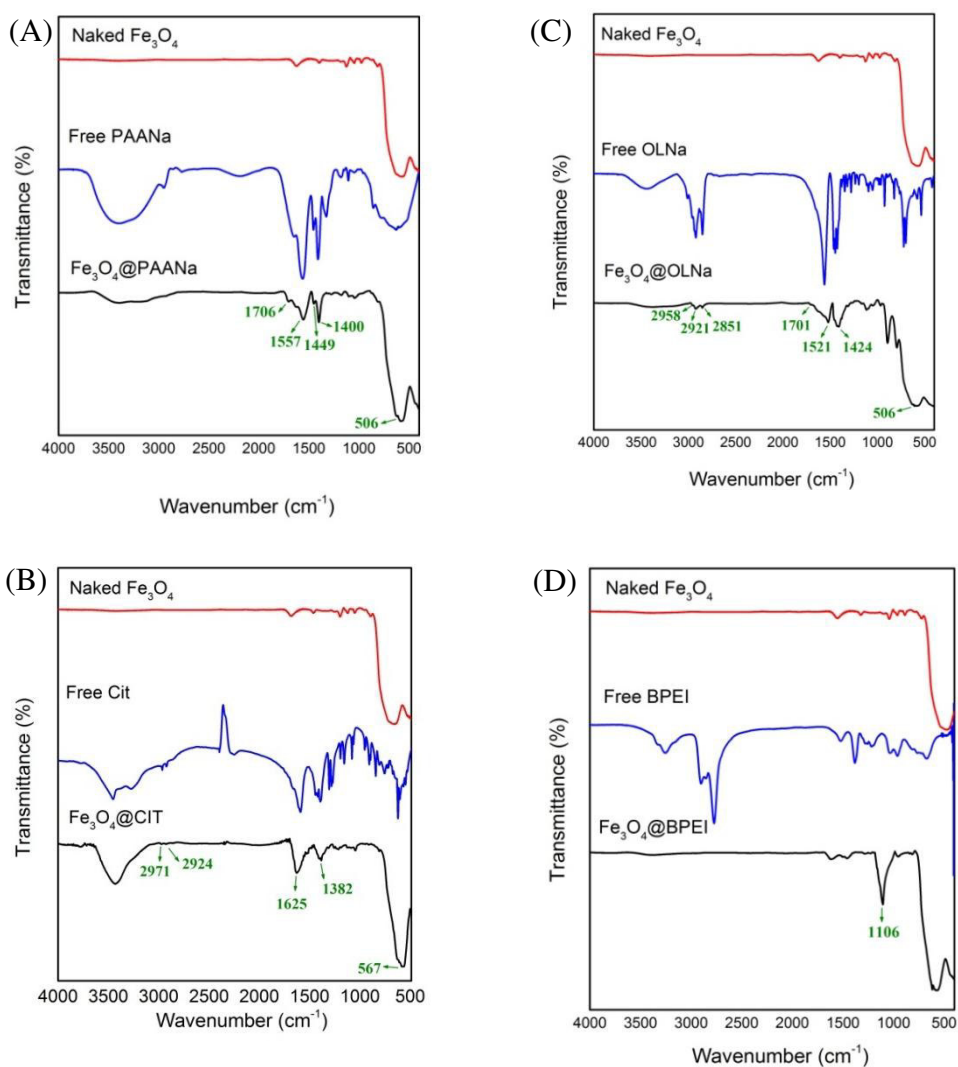 (A)
Naked Fe₃O₄
Free PAANa
Fe₃O₄@PAANa
1706
1557
1449
1400
506
Transmittance (%)
4000 3500 3000 2500 2000 1500 1000 500
Wavenumber (cm⁻¹)
(C)
Naked Fe₃O₄
Free OLNa
Fe₃O₄@OLNa
2958
2921
2851
1701
1521
1424
506
Transmittance (%)
4000 3500 3000 2500 2000 1500 1000 500
Wavenumber (cm⁻¹)
(B)
Naked Fe₃O₄
Free Cit
Fe₃O₄@CIT
2971
2924
1625
1382
567
Transmittance (%)
4000 3500 3000 2500 2000 1500 1000 500
Wavenumber (cm⁻¹)
(D)
Naked Fe₃O₄
Free BPEI
Fe₃O₄@BPEI
1106
Transmittance (%)
4000 3500 3000 2500 2000 1500 1000 500
Wavenumber (cm⁻¹)